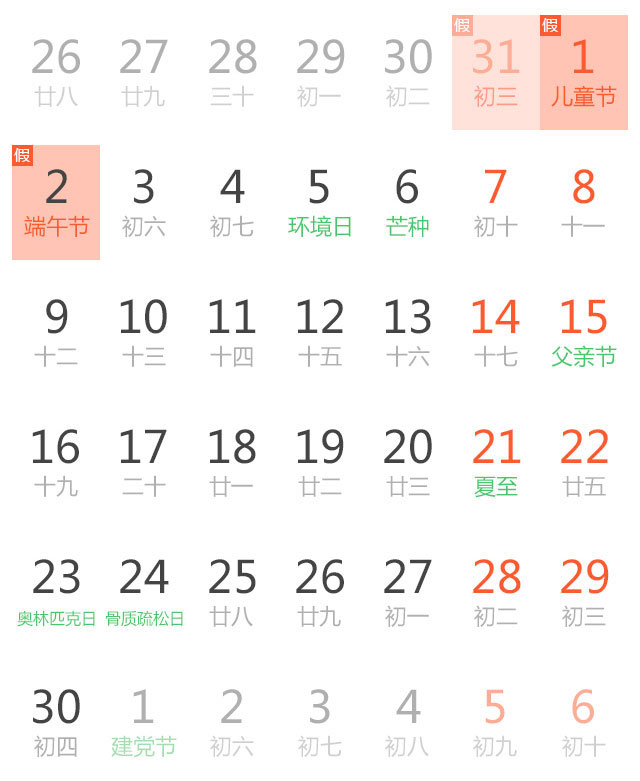 假 假
26 27 28 29 30 31 1
廿八 廿九 三十 初一 初二 初三 儿童节
假
2 3 4 5 6 7 8
端午节 初六 初七 环境日 芒种 初十 十一
9 10 11 12 13 14 15
十二 十三 十四 十五 十六 十七 父亲节
16 17 18 19 20 21 22
十九 二十 廿一 廿二 廿三 夏至 廿五
23 24 25 26 27 28 29
奥林匹克日 骨质疏松日 廿八 廿九 初一 初二 初三
30 1 2 3 4 5 6
初四 建党节 初六 初七 初八 初九 初十